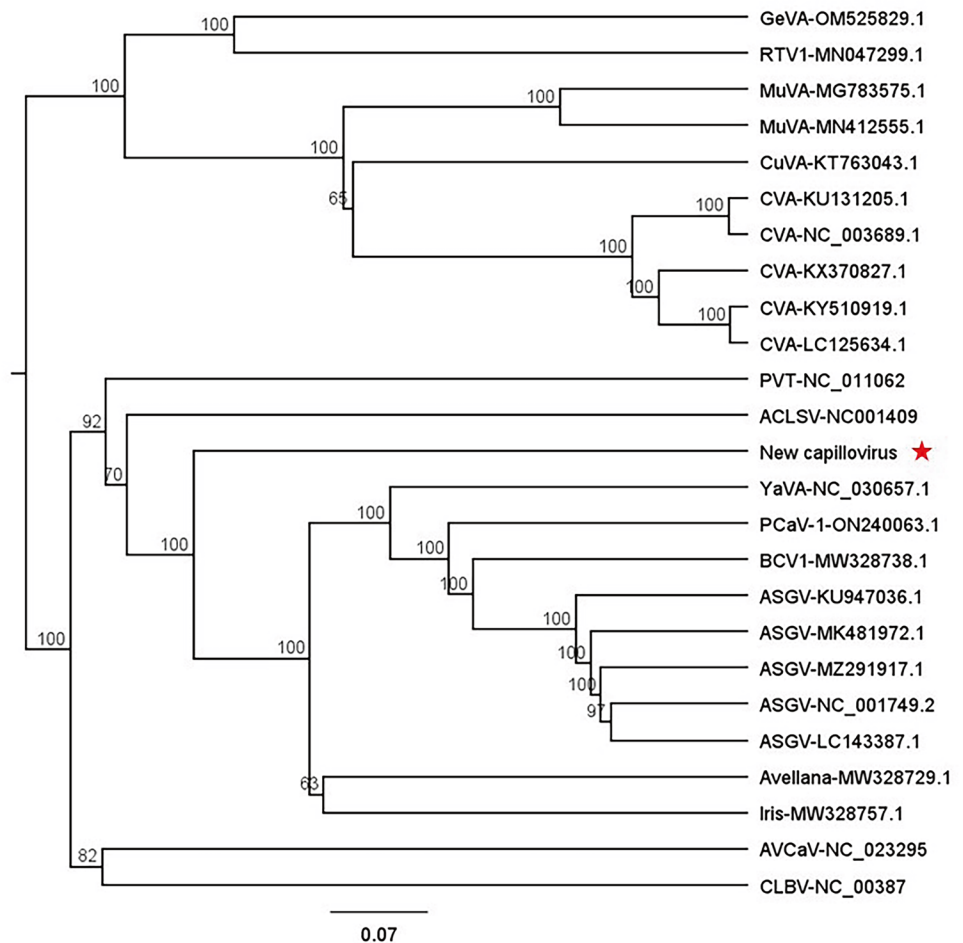 GeVA-OM525829.1
100
RTV1-MN047299.1
100
MuVA-MG783575.1
100
MuVA-MN412555.1
100
CuVA-KT763043.1
65
CVA-KU131205.1
100
CVA-NC_003689.1
100
CVA-KX370827.1
100
CVA-KY510919.1
100
CVA-LC125634.1
PVT-NC_011062
92
ACLSV-NC001409
New capillovirus
70
YaVA-NC_030657.1
100
PCaV-1-ON240063.1
100
100
BCV1-MW328738.1
100
ASGV-KU947036.1
100
ASGV-MK481972.1
100
100
100
ASGV-MZ291917.1
100
ASGV-NC_001749.2
97
ASGV-LC143387.1
Avellana-MW328729.1
63
Iris-MW328757.1
AVCaV-NC_023295
82
CLBV-NC_00387
0.07